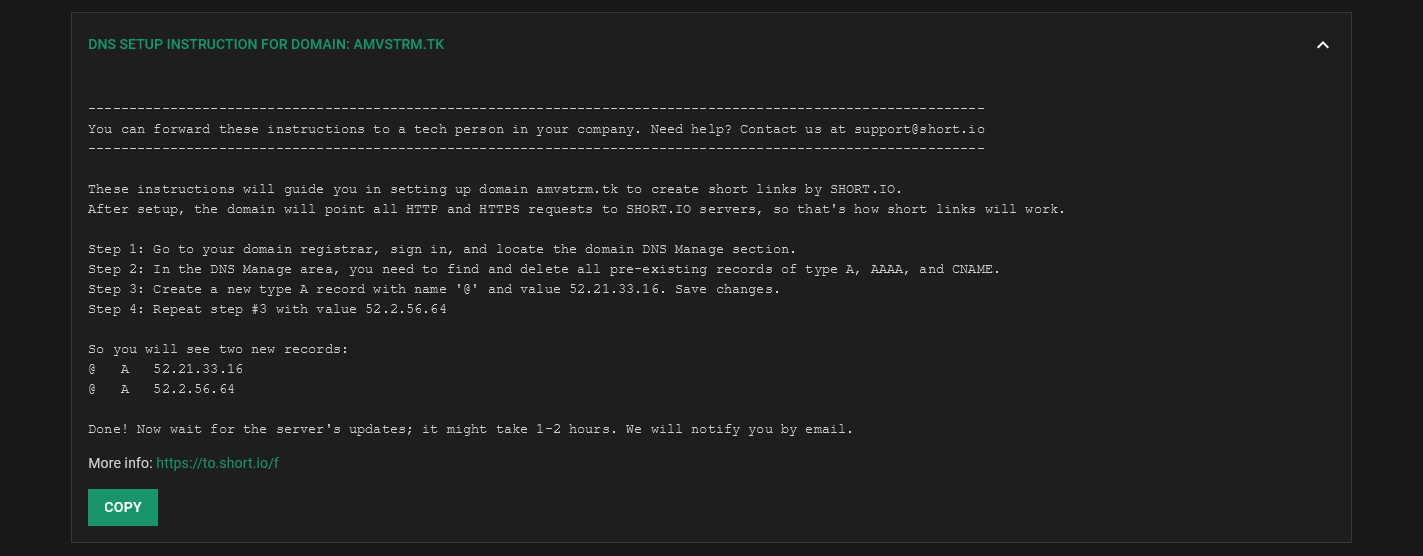 DNS SETUP INSTRUCTION FOR DOMAIN: AMVSTRM.TK
--------------------------------------------------------------------------------------------------------------
You can forward these instructions to a tech person in your company. Need help? Contact us at support@short.io
--------------------------------------------------------------------------------------------------------------
These instructions will guide you in setting up domain amvstrm.tk to create short links by SHORT.IO.
After setup, the domain will point all HTTP and HTTPS requests to SHORT.IO servers, so that's how short links will work.
Step 1: Go to your domain registrar, sign in, and locate the domain DNS Manage section.
Step 2: In the DNS Manage area, you need to find and delete all pre-existing records of type A, AAAA, and CNAME.
Step 3: Create a new type A record with name '@' and value 52.21.33.16. Save changes.
Step 4: Repeat step #3 with value 52.2.56.64
So you will see two new records:
@   A   52.21.33.16
@   A   52.2.56.64
Done! Now wait for the server's updates; it might take 1-2 hours. We will notify you by email.
More info: https://to.short.io/f
COPY